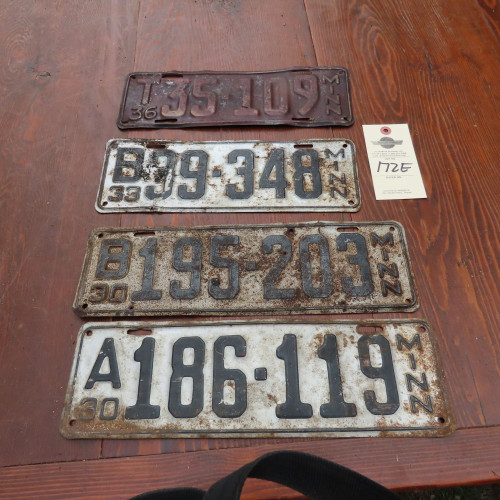 T 36 35·109 MINN
B 33 39-348 MINN
172E
B 30 195-203 MINN
A 30 186·119 MINN